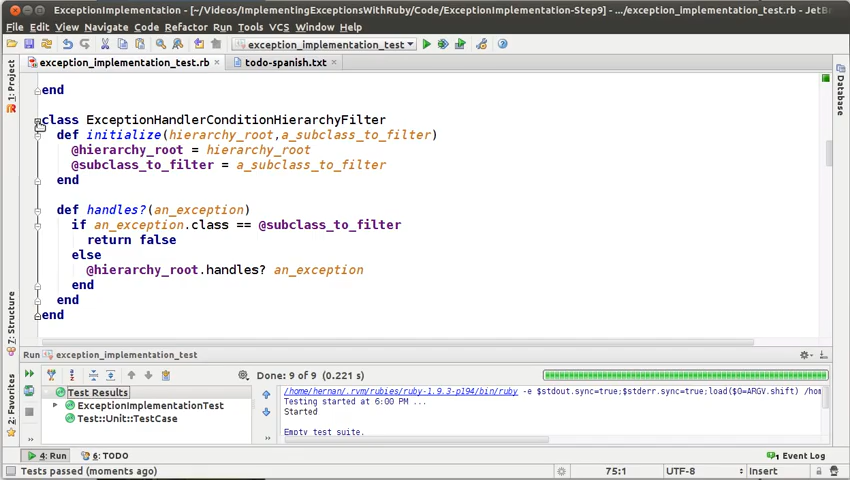 ExceptionImplementation - [~/Videos/ImplementingExceptionsWithRuby/Code/ExceptionImplementation-Step9] - .../exception_implementation_test.rb - JetBr
File Edit View Navigate Code Refactor Run Tools VCS Window Help
exception_implementation_test
exception_implementation_test.rb todo-spanish.txt
1: Project
Database
end
class ExceptionHandlerConditionHierarchyFilter
def initialize(hierarchy_root,a_subclass_to_filter)
@hierarchy_root = hierarchy_root
@subclass_to_filter = a_subclass_to_filter
end
def handles?(an_exception)
if an_exception.class == @subclass_to_filter
return false
else
@hierarchy_root.handles? an_exception
end
end
end
7: Structure
2: Favorites
Run exception_implementation_test
Done: 9 of 9 (0.221 s)
Test Results
ExceptionImplementationTest
Test::Unit::TestCase
/home/hernan/.rvm/rubies/ruby-1.9.3-p194/bin/ruby -e $stdout.sync=true;$stderr.sync=true;load($0=ARGV.shift) /hom
Testing started at 6:00 PM ...
Started
Empty test suite.
4: Run 6: TODO Event Log
Tests passed (moments ago) 75:1 UTF-8 Insert